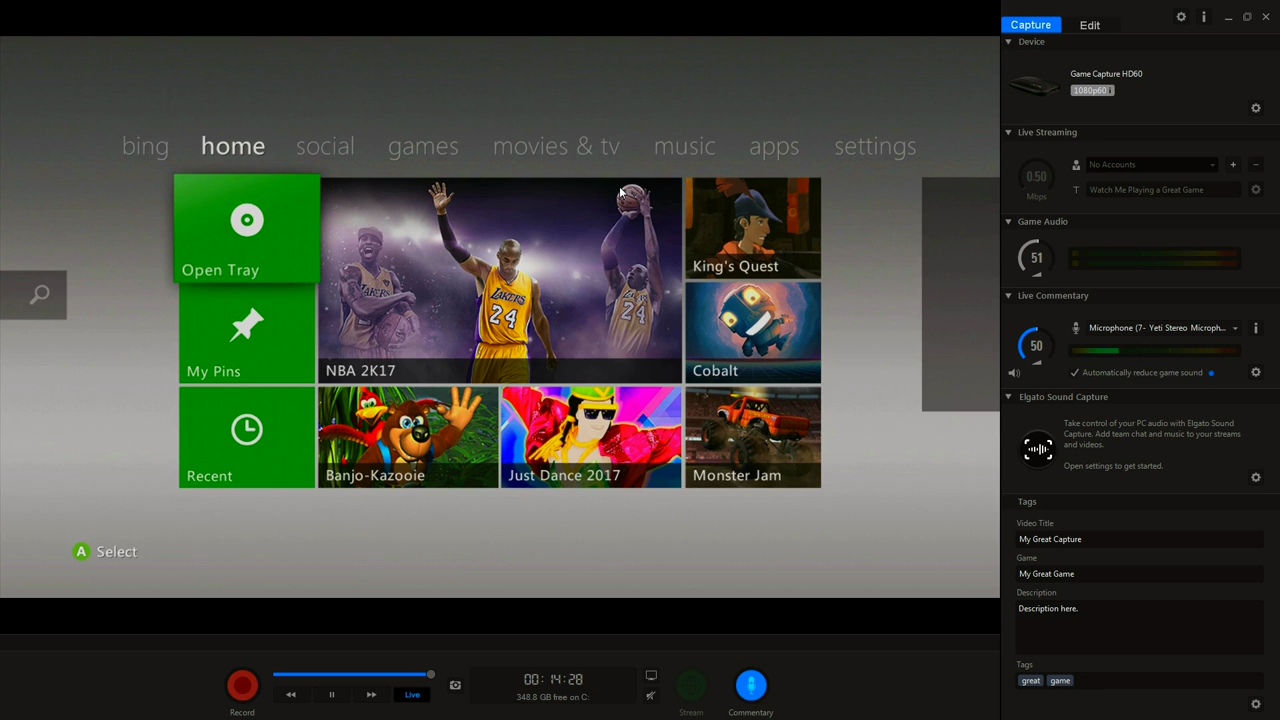 Capture
Edit
Device
Game Capture HD60
1080p60
Live Streaming
0.50
Mbps
No Accounts
Watch Me Playing a Great Game
Game Audio
51
Live Commentary
50
Microphone (7- Yeti Stereo Microph...
Automatically reduce game sound
Elgato Sound Capture
Take control of your PC audio with Elgato Sound
Capture. Add team chat and music to your streams
and videos.
Open settings to get started.
Tags
Video Title
My Great Capture
Game
My Great Game
Description
Description here.
Tags
great game
bing home social games movies & tv music apps settings
Open Tray
My Pins
Recent
NBA 2K17
LAKERS
24
King's Quest
Cobalt
Banjo-Kazooie
Just Dance 2017
Monster Jam
A Select
Record
Live
00:14:28
348.8 GB free on C:
Stream
Commentary